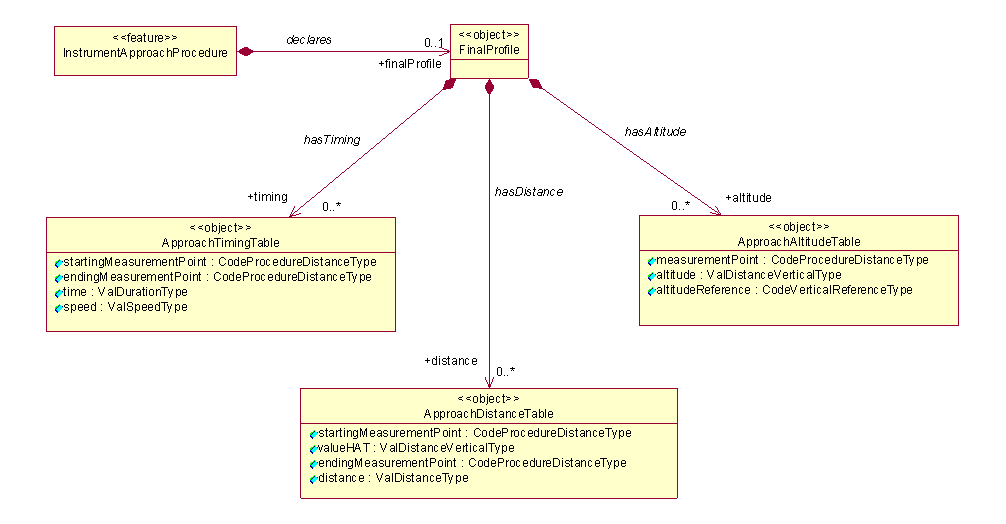 <<feature>>
InstrumentApproachProcedure
declares
0..1
+finalProfile
<<object>>
FinalProfile
hasTiming
hasDistance
hasAltitude
+timing
0..*
+altitude
0..*
<<object>>
ApproachTimingTable
startingMeasurementPoint : CodeProcedureDistanceType
endingMeasurementPoint : CodeProcedureDistanceType
time : ValDurationType
speed : ValSpeedType
<<object>>
ApproachAltitudeTable
measurementPoint : CodeProcedureDistanceType
altitude : ValDistanceVerticalType
altitudeReference : CodeVerticalReferenceType
+distance
0..*
<<object>>
ApproachDistanceTable
startingMeasurementPoint : CodeProcedureDistanceType
valueHAT : ValDistanceVerticalType
endingMeasurementPoint : CodeProcedureDistanceType
distance : ValDistanceType